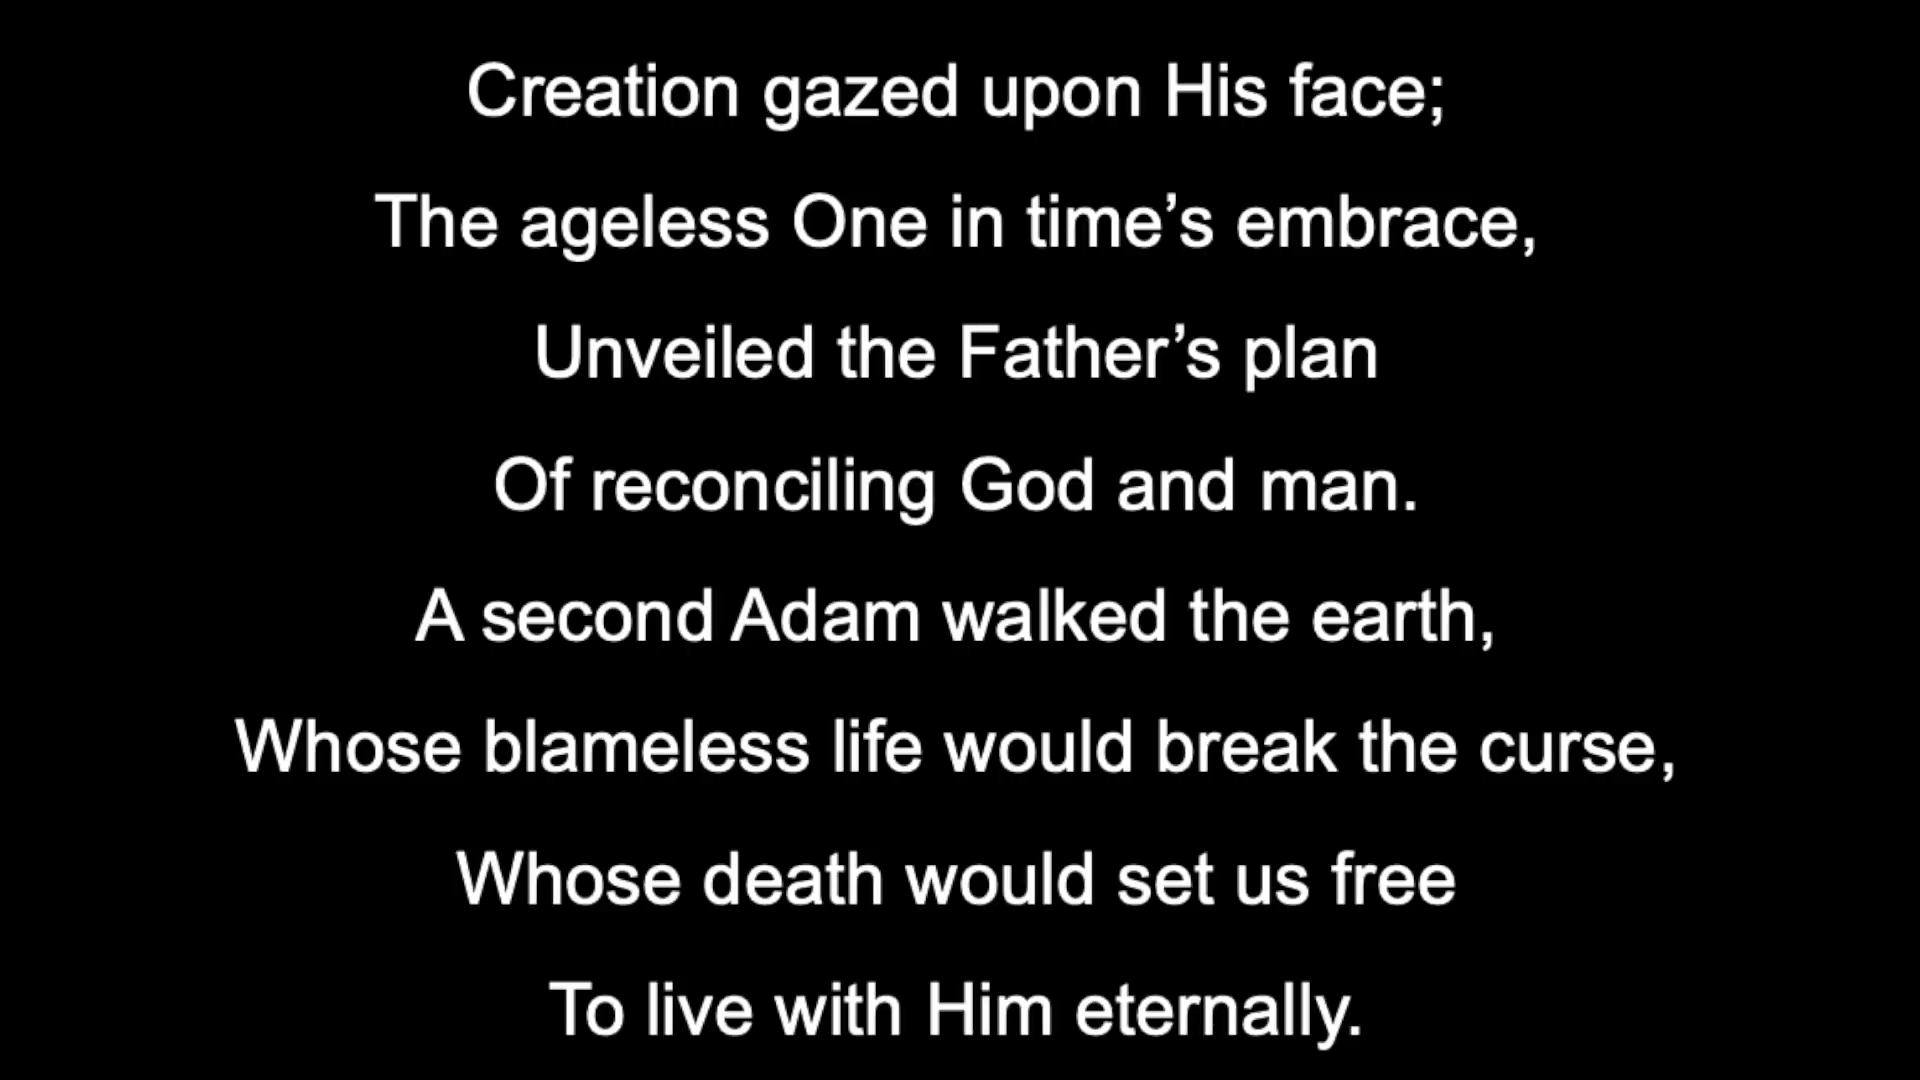 Creation gazed upon His face;
The ageless One in time’s embrace,
Unveiled the Father’s plan
Of reconciling God and man.
A second Adam walked the earth,
Whose blameless life would break the curse,
Whose death would set us free
To live with Him eternally.